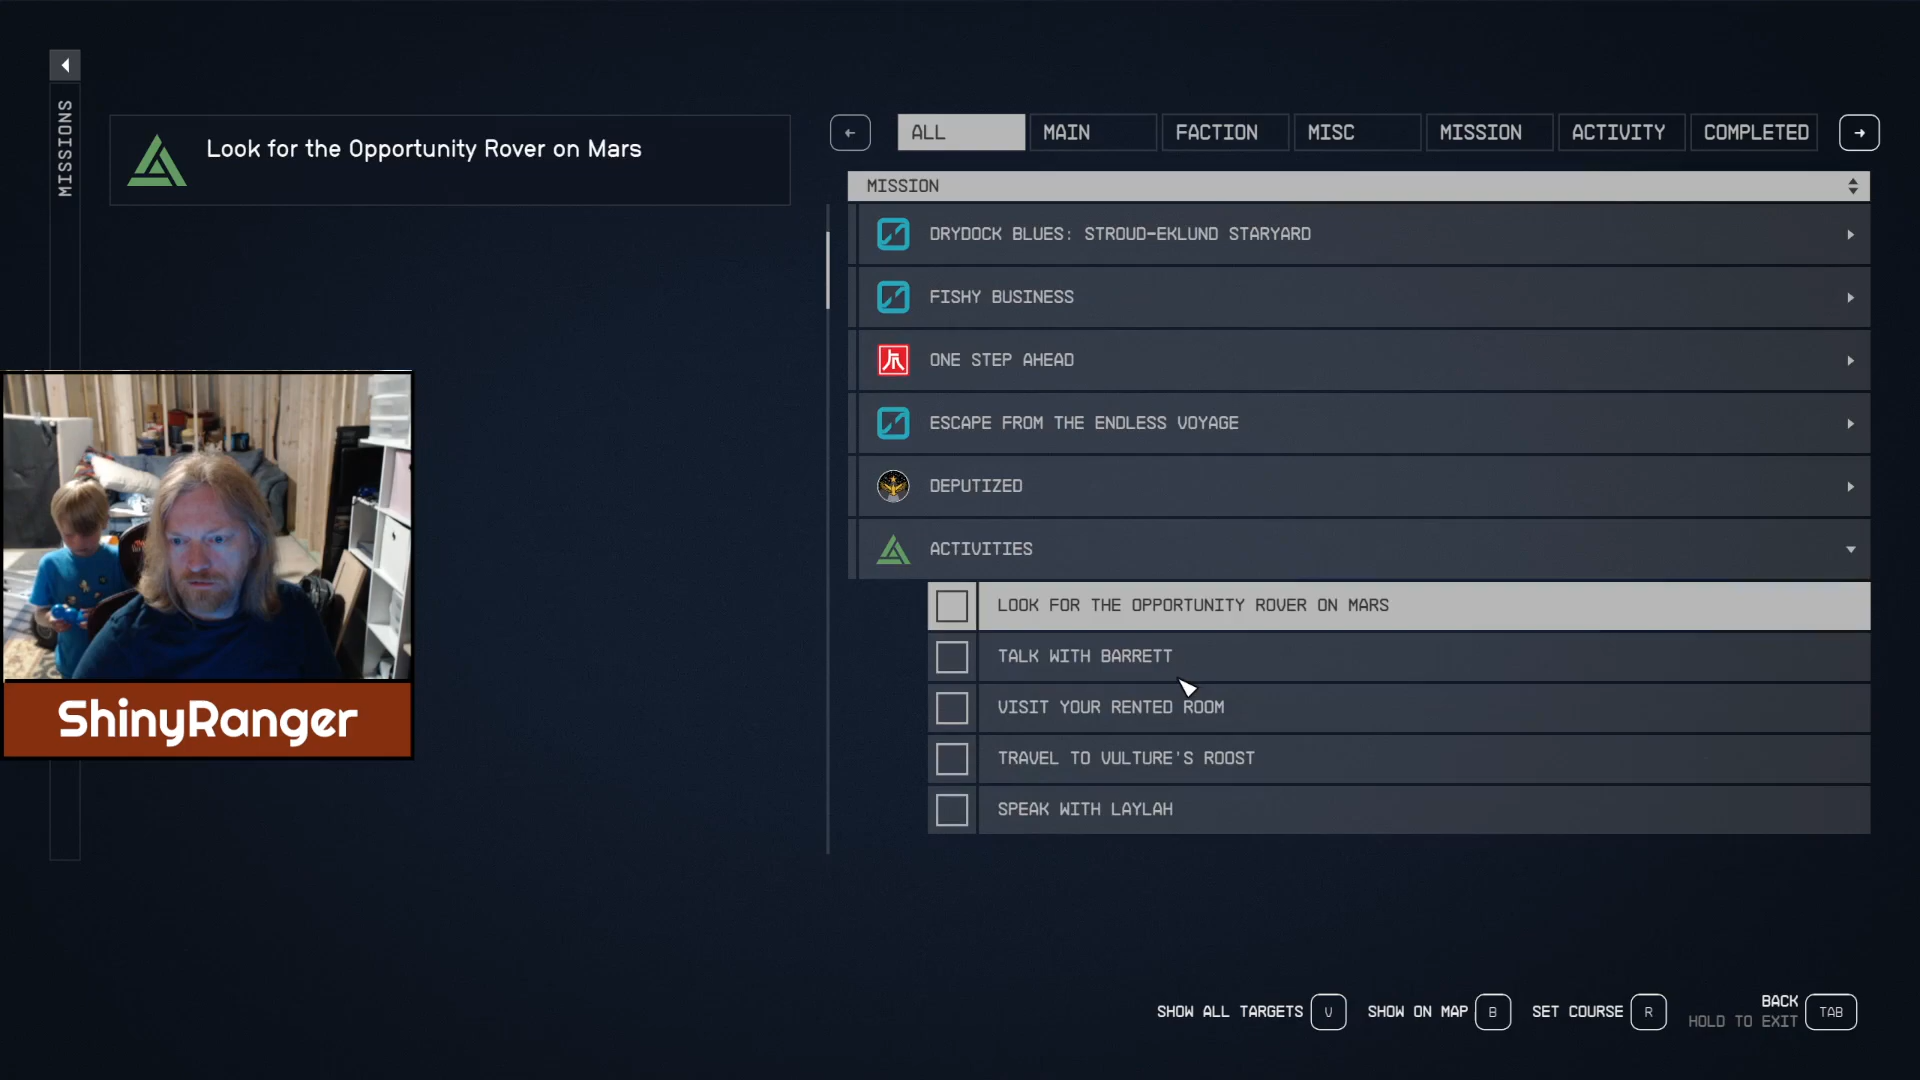 MISSIONS
Look for the Opportunity Rover on Mars
ALL
MAIN
FACTION
MISC
MISSION
ACTIVITY
COMPLETED
MISSION
DRYDOCK BLUES: STROUD-EKLUND STARYARD
FISHY BUSINESS
ONE STEP AHEAD
ESCAPE FROM THE ENDLESS VOYAGE
DEPUTIZED
ACTIVITIES
LOOK FOR THE OPPORTUNITY ROVER ON MARS
TALK WITH BARRETT
VISIT YOUR RENTED ROOM
TRAVEL TO VULTURE'S ROOST
SPEAK WITH LAYLAH
ShinyRanger
SHOW ALL TARGETS V
SHOW ON MAP B
SET COURSE R
BACK
HOLD TO EXIT
TAB